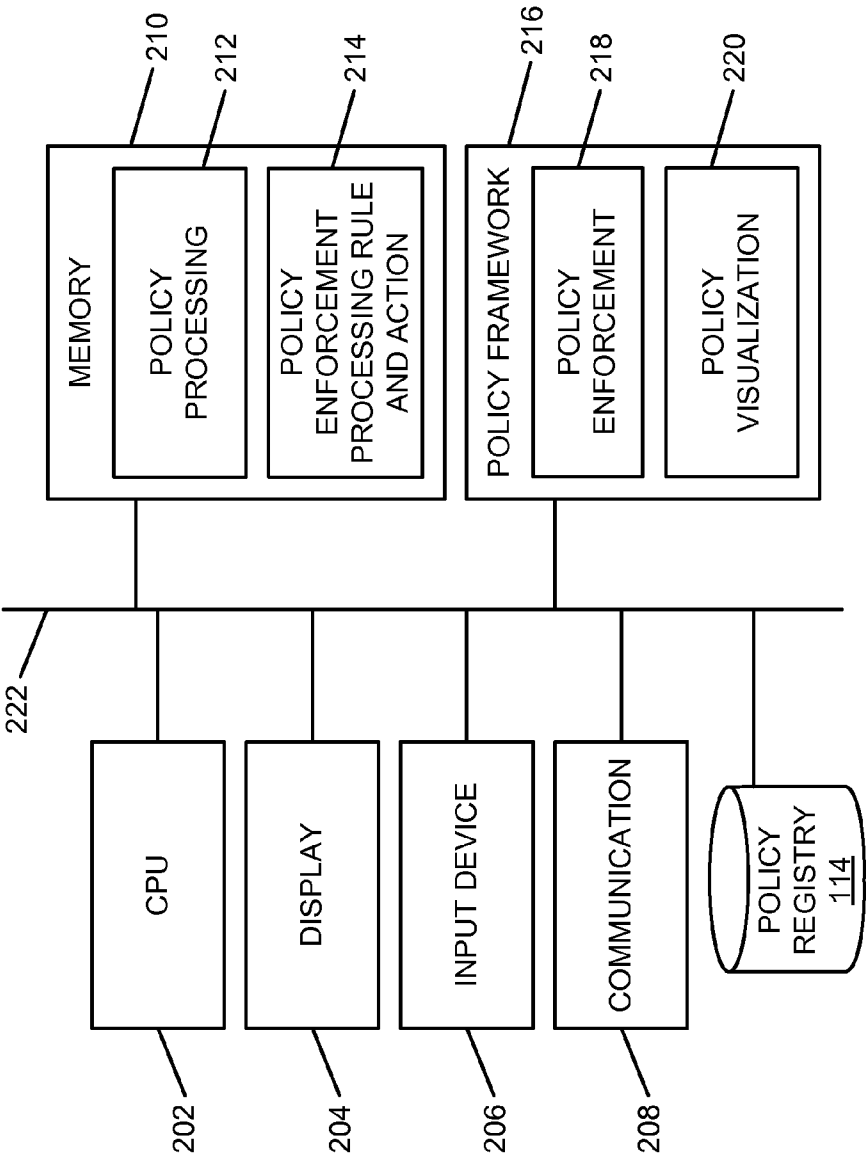 222
CPU
202
DISPLAY
204
INPUT DEVICE
206
COMMUNICATION
208
POLICY
REGISTRY
114
MEMORY
210
POLICY
PROCESSING
212
POLICY
ENFORCEMENT
PROCESSING RULE
AND ACTION
214
POLICY FRAMEWORK
216
POLICY
ENFORCEMENT
218
POLICY
VISUALIZATION
220